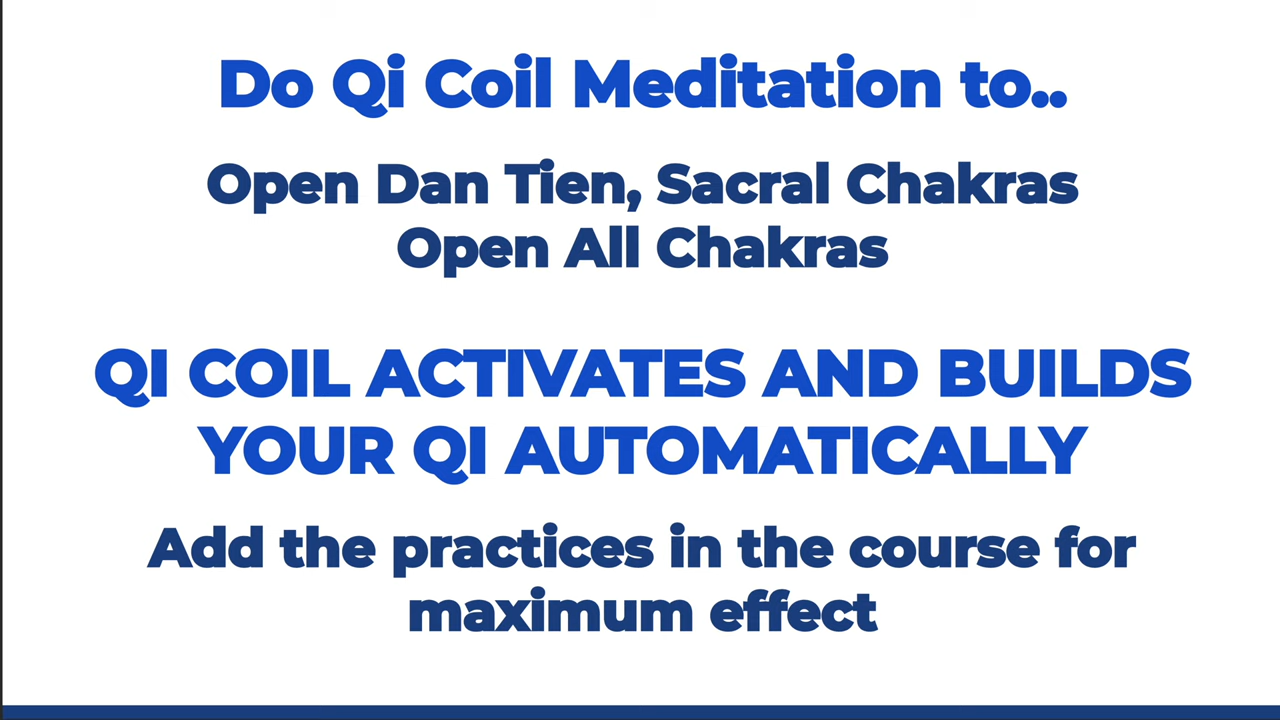 Do Qi Coil Meditation to..
Open Dan Tien, Sacral Chakras
Open All Chakras
QI COIL ACTIVATES AND BUILDS
YOUR QI AUTOMATICALLY
Add the practices in the course for
maximum effect